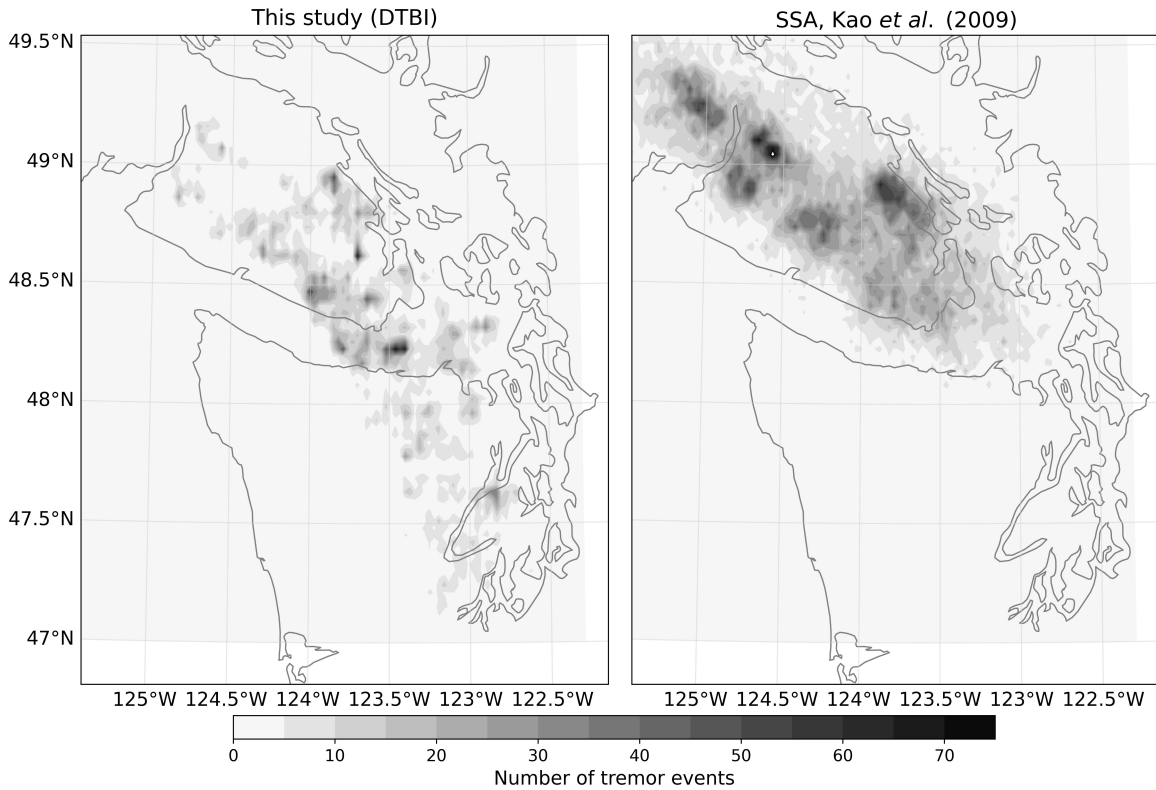 This study (DTBI)
SSA, Kao et al. (2009)
49.5°N
49°N
48.5°N
48°N
47.5°N
47°N
125°W 124.5°W 124°W 123.5°W 123°W 122.5°W
125°W 124.5°W 124°W 123.5°W 123°W 122.5°W
0 10 20 30 40 50 60 70
Number of tremor events